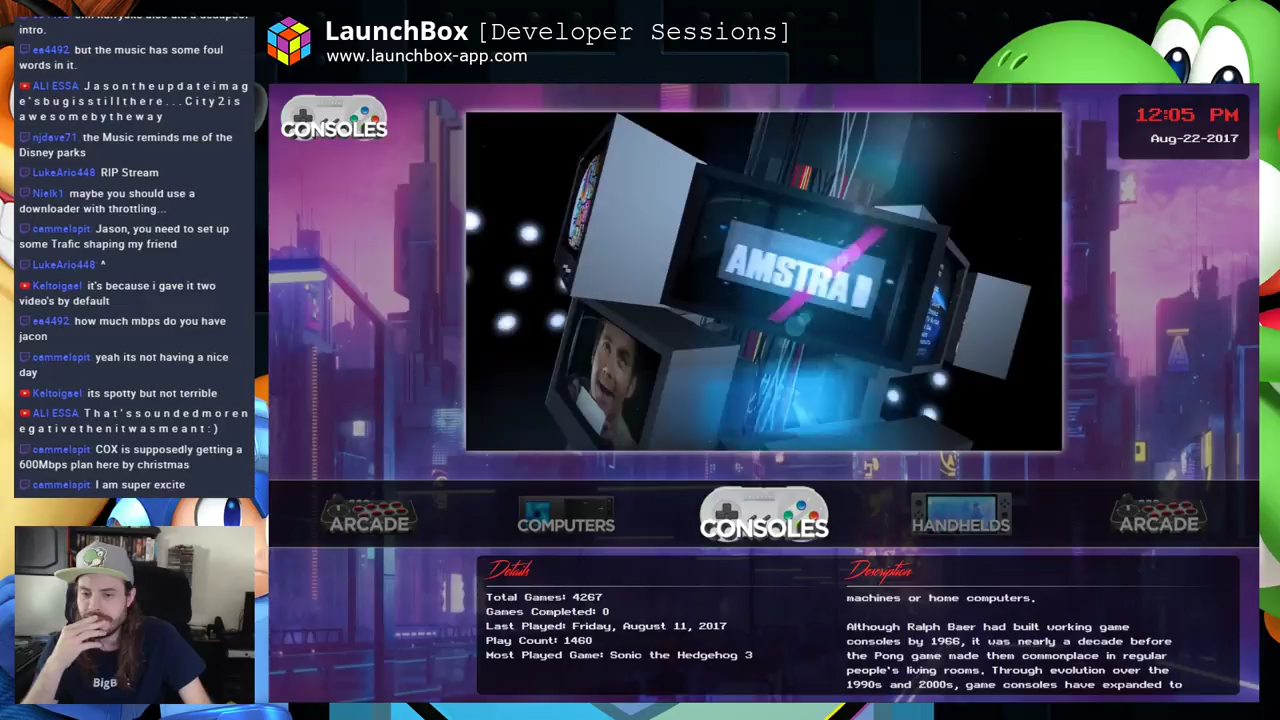 LaunchBox [Developer Sessions]
www.launchbox-app.com
intro.
ee4492 but the music has some foul
words in it.
ALI ESSA J a s o n t h e u p d a t e i m a g
e ' s b u g i s s t i l l t h e r e . . . C i t y 2 i s
a w e s o m e b y t h e w a y
njdave71 the Music reminds me of the
Disney parks
LukeArio448 RIP Stream
Nielk1 maybe you should use a
downloader with throttling...
cammelspit Jason, you need to set up
some Trafic shaping my friend
LukeArio448 ^
Keltoigael it's because i gave it two
video's by default
ee4492 how much mbps do you have
jacon
cammelspit yeah its not having a nice
day
Keltoigael its spotty but not terrible
ALI ESSA T h a t ' s s o u n d e d m o r e n
e g a t i v e t h e n i t w a s m e a n t : )
cammelspit COX is supposedly getting a
600Mbps plan here by christmas
cammelspit I am super excite
CONSOLES
12:05 PM
Aug-22-2017
AMSTRAD
ARCADE
COMPUTERS
CONSOLES
HANDHELDS
ARCADE
Details
Total Games: 4267
Games Completed: 0
Last Played: Friday, August 11, 2017
Play Count: 1460
Most Played Game: Sonic the Hedgehog 3
Description
machines or home computers.
Although Ralph Baer had built working game
consoles by 1966, it was nearly a decade before
the Pong game made them commonplace in regular
people's living rooms. Through evolution over the
1990s and 2000s, game consoles have expanded to
BigB